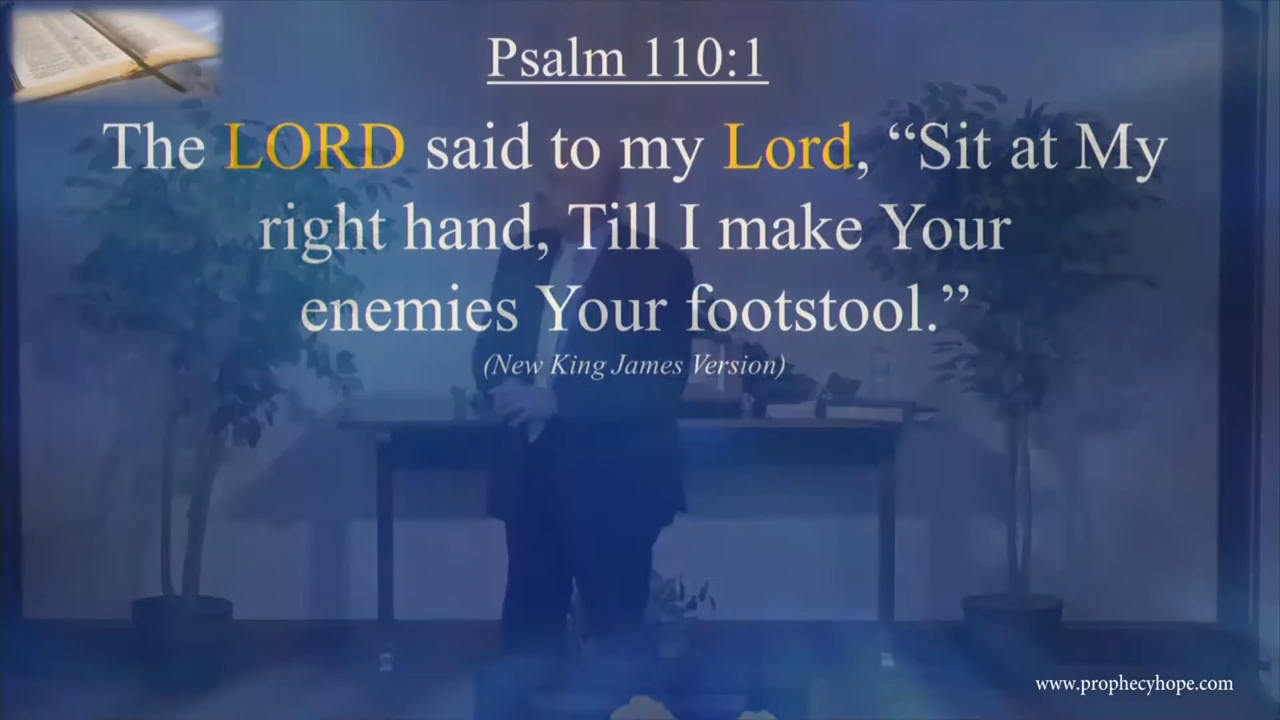 Psalm 110:1
The LORD said to my Lord, “Sit at My
right hand, Till I make Your
enemies Your footstool.”
(New King James Version)
www.prophecyhope.com